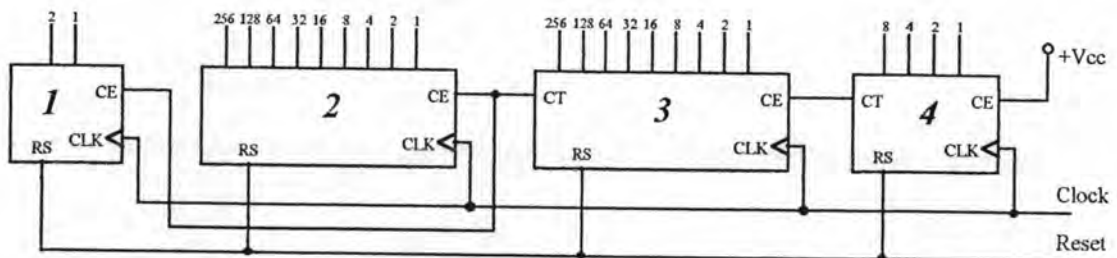 2 1
256 128 64 32 16 8 4 2 1
256 128 64 32 16 8 4 2 1
8 4 2 1
+Vcc
1 CE
CLK
RS
2 CE
CLK
RS
CT 3 CE
CLK
RS
CT 4 CE
CLK
RS
Clock
Reset